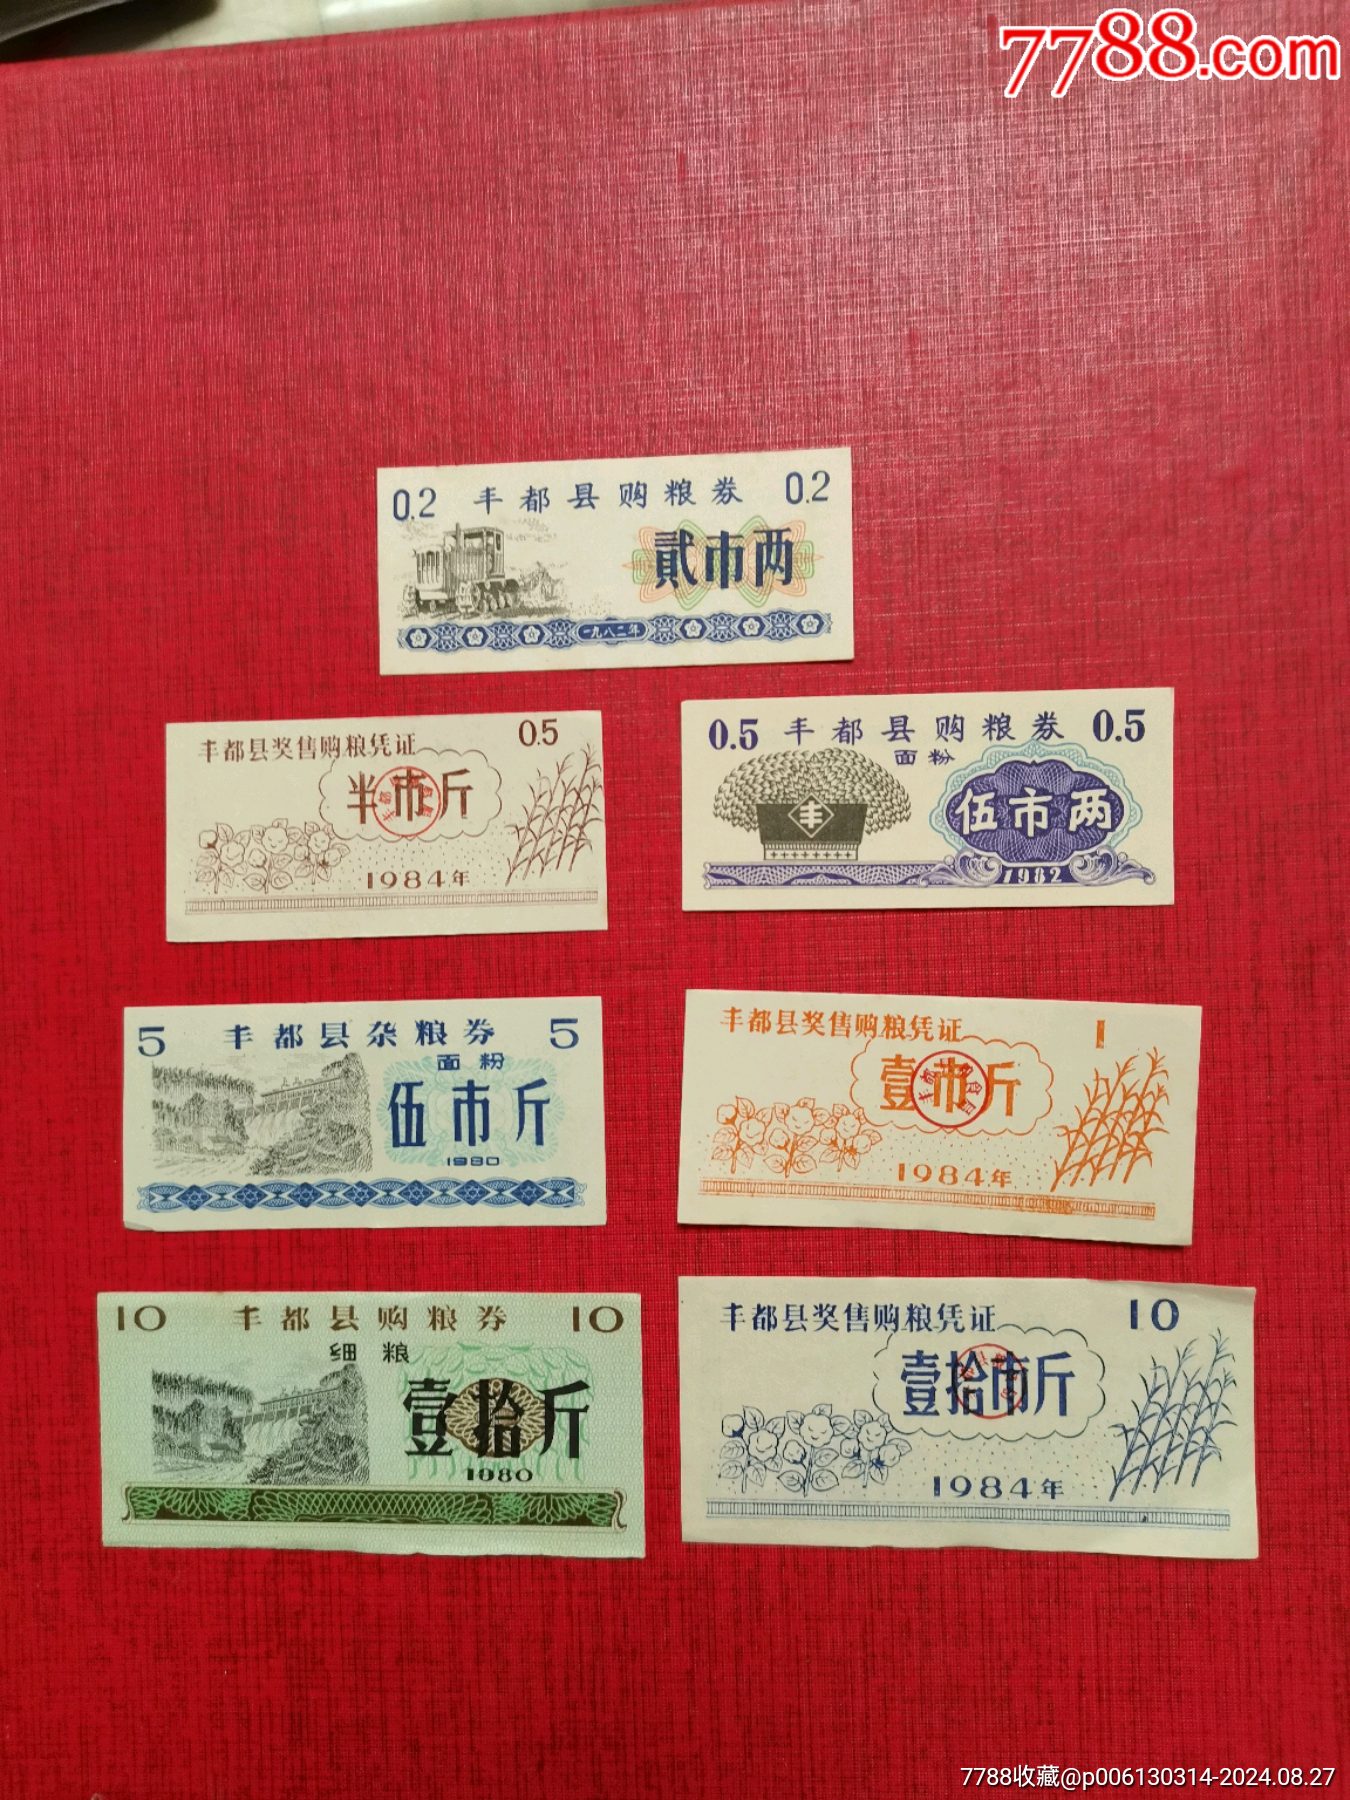 7788.com
0.2 丰都县购粮券 0.2
贰市两
一九八二年
丰都县奖售购粮凭证 0.5
半市斤
1984年
0.5 丰都县购粮券 0.5
面粉
丰
伍市两
1982
5 丰都县杂粮券 5
面粉
伍市斤
1980
丰都县奖售购粮凭证 1
壹市斤
1984年
10 丰都县购粮券 10
细粮
壹拾斤
1980
丰都县奖售购粮凭证 10
壹拾市斤
1984年
7788收藏@p006130314-2024.08.27